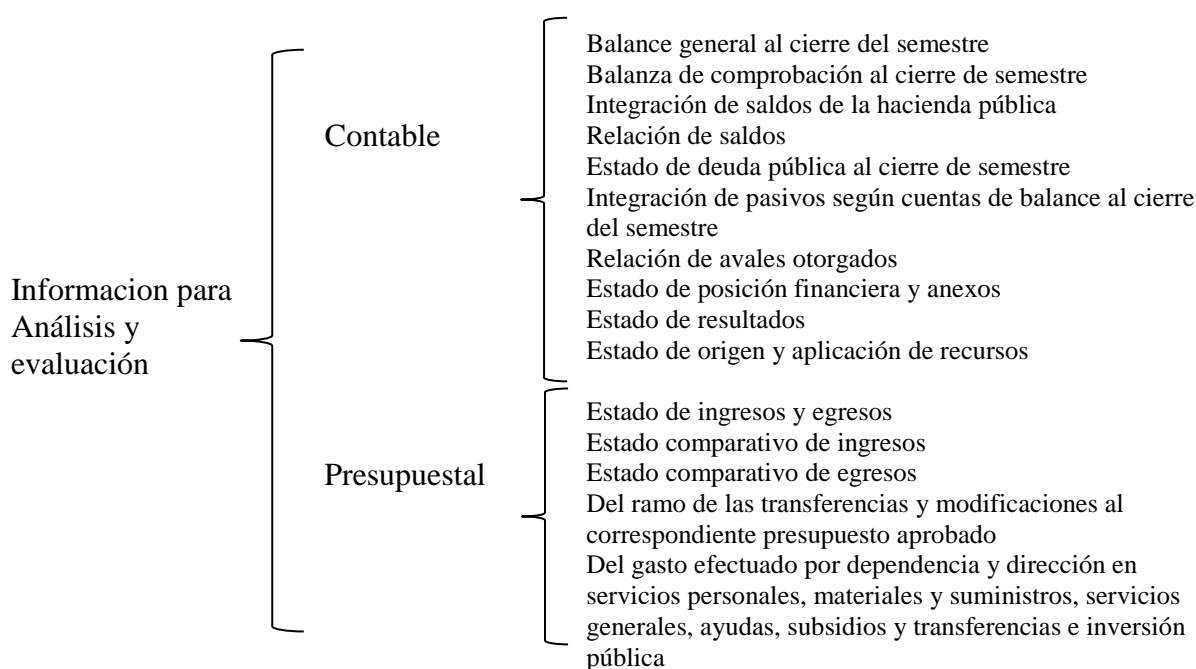 Informacion para
Análisis y
evaluación
Contable
Balance general al cierre del semestre
Balanza de comprobación al cierre de semestre
Integración de saldos de la hacienda pública
Relación de saldos
Estado de deuda pública al cierre de semestre
Integración de pasivos según cuentas de balance al cierre
del semestre
Relación de avales otorgados
Estado de posición financiera y anexos
Estado de resultados
Estado de origen y aplicación de recursos
Presupuestal
Estado de ingresos y egresos
Estado comparativo de ingresos
Estado comparativo de egresos
Del ramo de las transferencias y modificaciones al
correspondiente presupuesto aprobado
Del gasto efectuado por dependencia y dirección en
servicios personales, materiales y suministros, servicios
generales, ayudas, subsidios y transferencias e inversión
pública